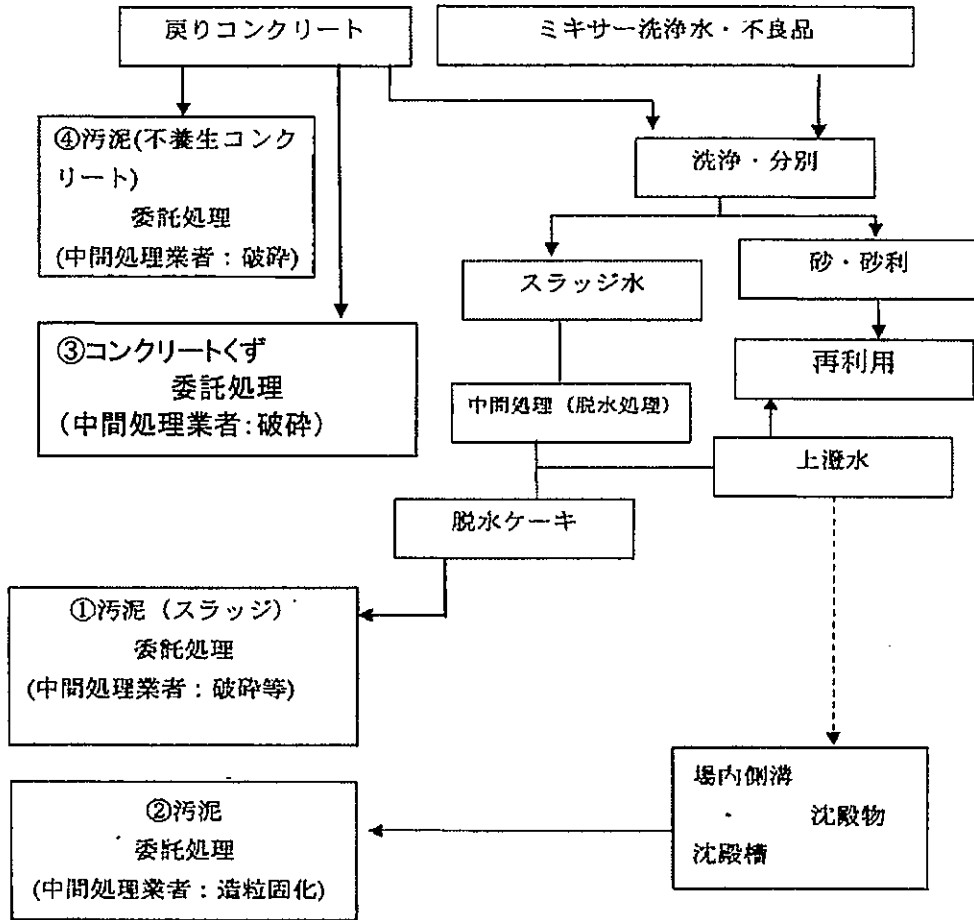 戻りコンクリート
ミキサー洗浄水・不良品
④汚泥(不養生コンク
リート)
委託処理
(中間処理業者：破砕)
洗浄・分別
スラッジ水
砂・砂利
③コンクリートくず
委託処理
（中間処理業者:破砕）
再利用
中間処理（脱水処理）
上澄水
脱水ケーキ
①汚泥（スラッジ）
委託処理
(中間処理業者：破砕等)
場内側溝
・　沈殿物
沈殿槽
②汚泥
委託処理
(中間処理業者：造粒固化)